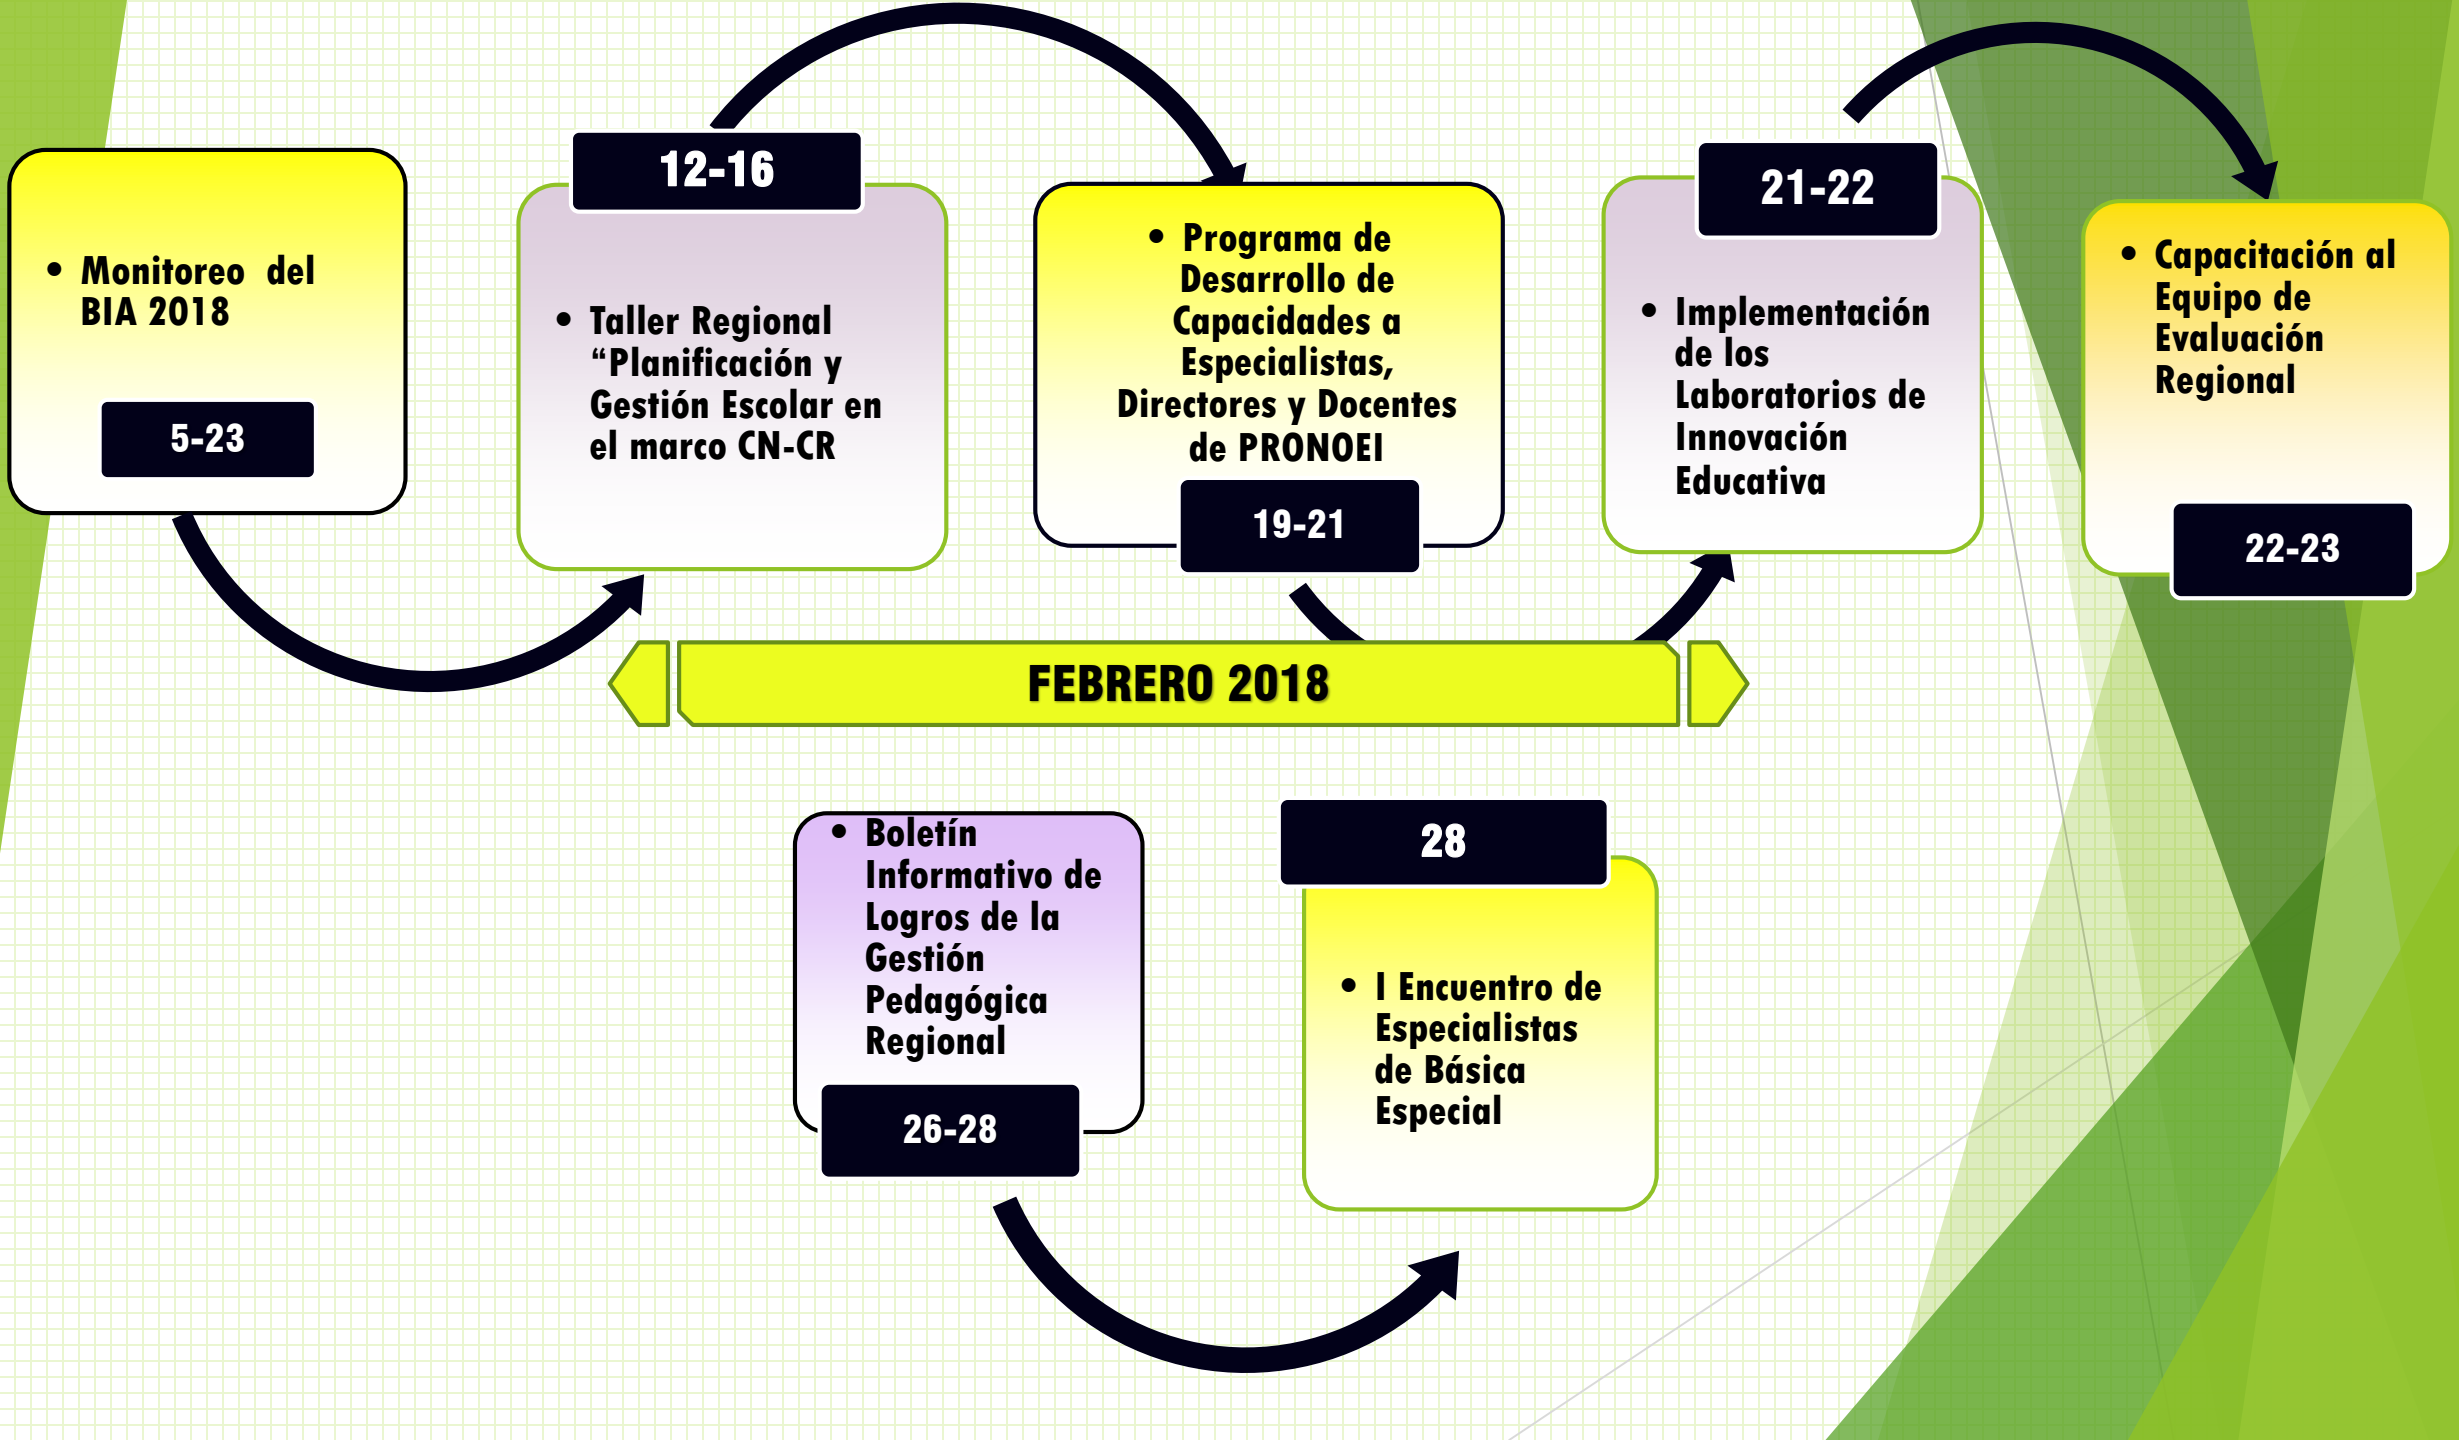 • Monitoreo  del
BIA 2018
5-23
12-16
• Taller Regional
“Planificación y
Gestión Escolar en
el marco CN-CR
• Programa de
Desarrollo de
Capacidades a
Especialistas,
Directores y Docentes
de PRONOEI
19-21
21-22
• Implementación
de los
Laboratorios de
Innovación
Educativa
• Capacitación al
Equipo de
Evaluación
Regional
22-23
FEBRERO 2018
• Boletín
Informativo de
Logros de la
Gestión
Pedagógica
Regional
26-28
28
• I Encuentro de
Especialistas
de Básica
Especial